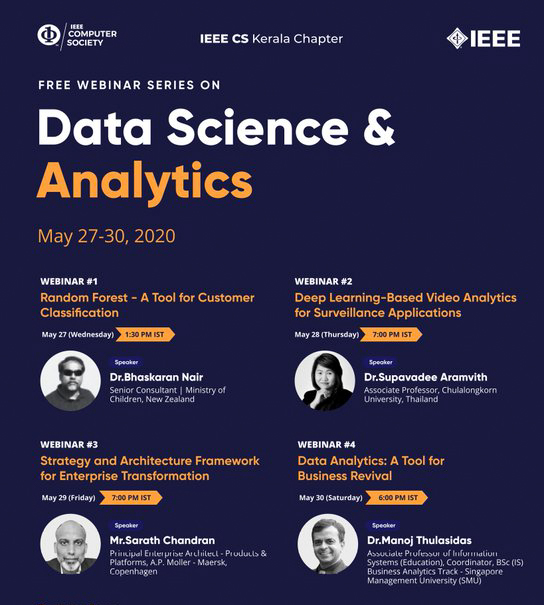 IEEE
COMPUTER
SOCIETY
IEEE CS Kerala Chapter
IEEE
FREE WEBINAR SERIES ON
Data Science &
Analytics
May 27-30, 2020
WEBINAR #1
Random Forest - A Tool for Customer
Classification
May 27 (Wednesday) 1:30 PM IST
Speaker
Dr.Bhaskaran Nair
Senior Consultant | Ministry of
Children, New Zealand
WEBINAR #2
Deep Learning-Based Video Analytics
for Surveillance Applications
May 28 (Thursday) 7:00 PM IST
Speaker
Dr.Supavadee Aramvith
Associate Professor, Chulalongkorn
University, Thailand
WEBINAR #3
Strategy and Architecture Framework
for Enterprise Transformation
May 29 (Friday) 7:00 PM IST
Speaker
Mr.Sarath Chandran
Principal Enterprise Architect - Products &
Platforms, A.P. Moller - Maersk,
Copenhagen
WEBINAR #4
Data Analytics: A Tool for
Business Revival
May 30 (Saturday) 6:00 PM IST
Speaker
Dr.Manoj Thulasidas
Associate Professor of Information
Systems (Education), Coordinator, BSc (IS)
Business Analytics Track - Singapore
Management University (SMU)